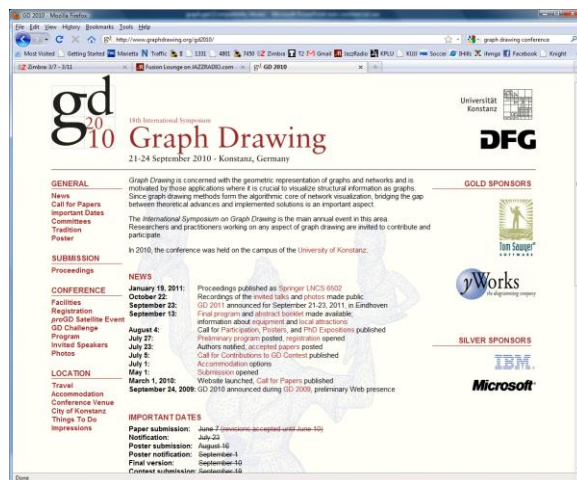 GD 2010 - Mozilla Firefox
File Edit View History Bookmarks Tools Help
http://www.graphdrawing.org/gd2010/
graph drawing conference
Most Visited Getting Started Marietta Traffic 1331 4801 7450 Zimbra T2 Gmail JazzRadio KPLU KUSF Soccer Facebook Knight
Zimbra 3/7 - 3/11
Fusion Lounge on JAZZRADIO.com
gd GD 2010
gd
20
10
18th International Symposium
Graph Drawing
21-24 September 2010 - Konstanz, Germany
Universität
Konstanz
DFG
GENERAL
News
Call for Papers
Important Dates
Committees
Tradition
Poster
SUBMISSION
Proceedings
CONFERENCE
Facilities
Registration
proGD Satellite Event
GD Challenge
Program
Invited Speakers
Photos
LOCATION
Travel
Accommodation
Conference Venue
City of Konstanz
Things To Do
Impressions
Graph Drawing is concerned with the geometric representation of graphs and networks and is
motivated by those applications where it is crucial to visualize structural information as graphs.
Since graph drawing methods form the algorithmic core of network visualization, bridging the gap
between theoretical advances and implemented solutions is an important aspect.
The International Symposium on Graph Drawing is the main annual event in this area.
Researchers and practitioners working on any aspect of graph drawing are invited to contribute and
participate.
In 2010, the conference was held on the campus of the University of Konstanz.
NEWS
January 19, 2011: Proceedings published as Springer LNCS 6502
October 22: Recordings of the invited talks and photos made public
September 23: GD 2011 announced for September 21-23, 2011, in Eindhoven
September 13: Final program and abstract booklet made available;
information about equipment and local attractions
August 4: Call for Participation, Posters, and PhD Expositions published
July 27: Preliminary program posted, registration opened
July 23: Authors notified, accepted papers posted
July 5: Call for Contributions to GD Contest published
July 1: Accommodation options
May 1: Submission opened
March 1, 2010: Website launched, Call for Papers published
September 24, 2009: GD 2010 announced during GD 2009, preliminary Web presence
IMPORTANT DATES
Paper submission: June 7 (revisions accepted until June 10)
Notification: July 23
Poster submission: August 16
Poster notification: September 1
Final version: September 10
Contest submission: September 19
GOLD SPONSORS
Tom Sawyer
SOFTWARE
yWorks
the diagramming company
SILVER SPONSORS
IBM
Microsoft
Done